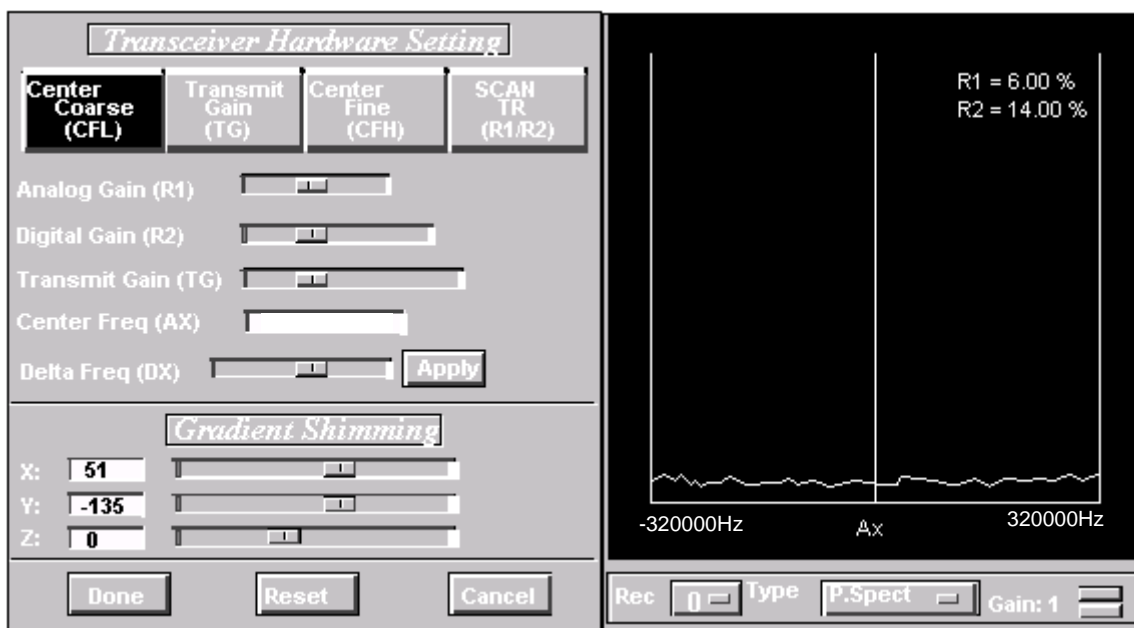 Transceiver Hardware Setting
Center
Coarse
(CFL)
Transmit
Gain
(TG)
Center
Fine
(CFH)
SCAN
TR
(R1/R2)
Analog Gain (R1)
Digital Gain (R2)
Transmit Gain (TG)
Center Freq (AX)
Delta Freq (DX)
Apply
Gradient Shimming
X: 51
Y: -135
Z: 0
Done
Reset
Cancel
R1 = 6.00 %
R2 = 14.00 %
-320000Hz
Ax
320000Hz
Rec 0 Type P.Spect Gain: 1